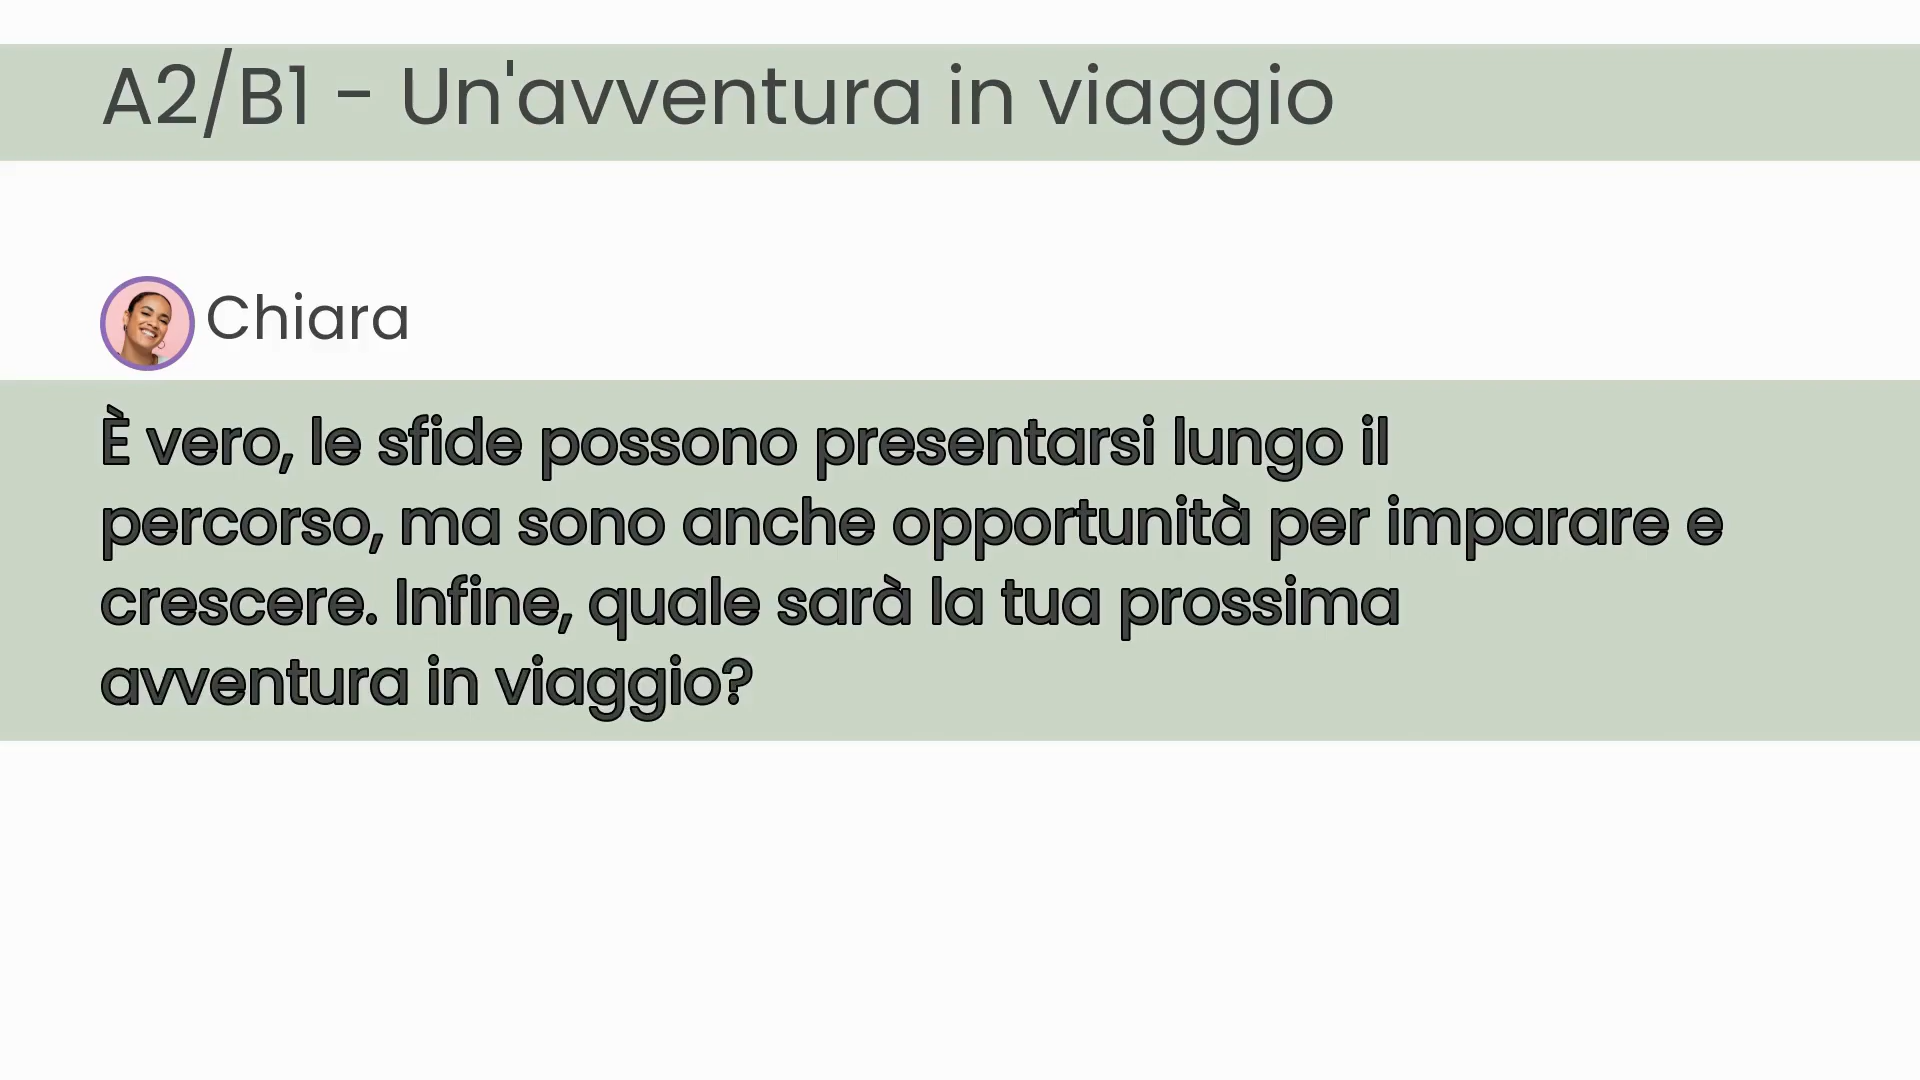 A2/B1 - Un'avventura in viaggio
Chiara
È vero, le sfide possono presentarsi lungo il
percorso, ma sono anche opportunità per imparare e
crescere. Infine, quale sarà la tua prossima
avventura in viaggio?